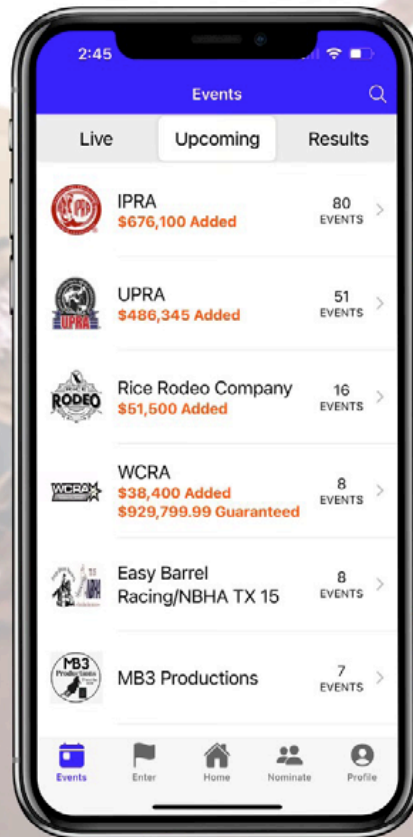 2:45
Events
Live Upcoming Results
IPRA
$676,100 Added
80
EVENTS
UPRA
$486,345 Added
51
EVENTS
UPRA
Rice Rodeo Company
$51,500 Added
16
EVENTS
RODEO
WCRA
$38,400 Added
$929,799.99 Guaranteed
8
EVENTS
WCRA
Easy Barrel
Racing/NBHA TX 15
8
EVENTS
MB3 Productions
7
EVENTS
MB3
Productions
Events Enter Home Nominate Profile